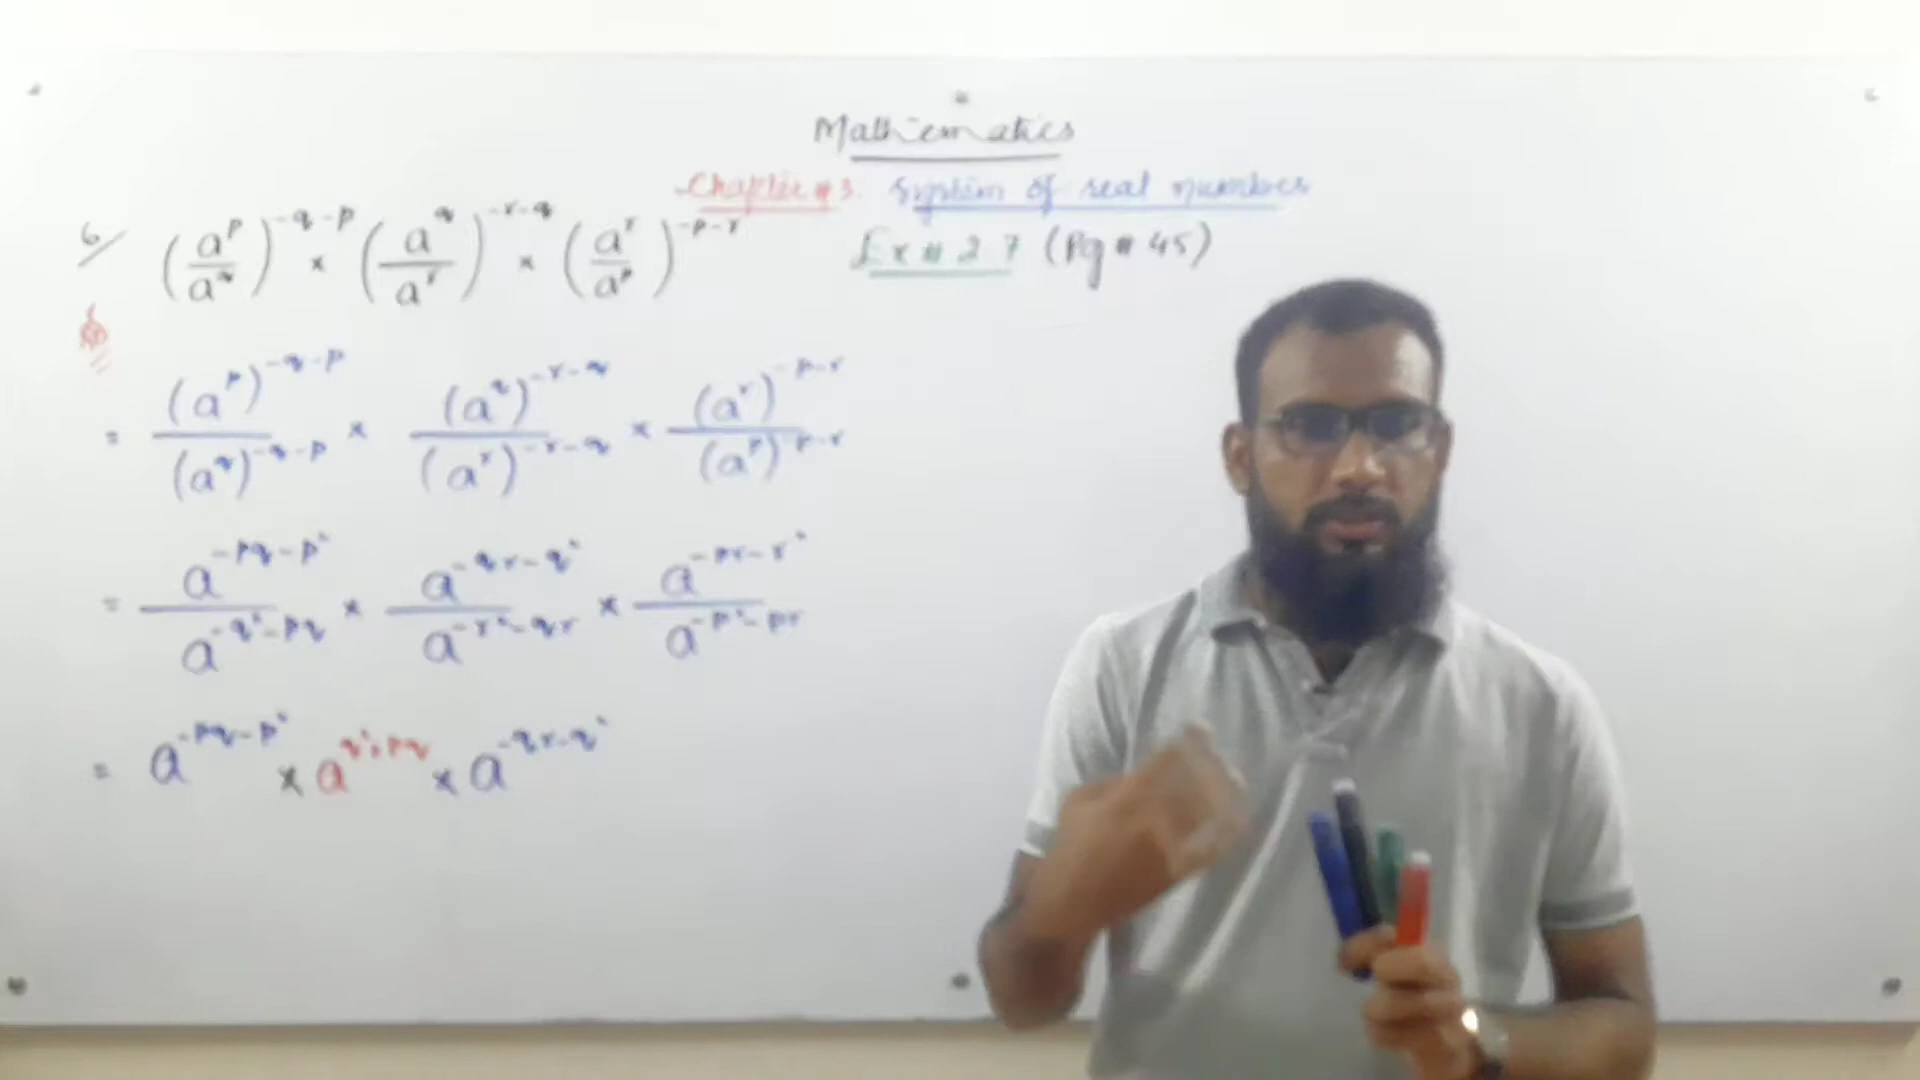 Mathematics
Chapter # 3. System of real numbers
Ex # 2 7 (Pg # 45)
6/ (a^p/a^q)^-q-p × (a^q/a^r)^-r-q × (a^r/a^p)^-p-r
= (a^p)^-q-p/(a^q)^-q-p × (a^q)^-r-q/(a^r)^-r-q × (a^r)^-p-r/(a^p)^-p-r
= a^-pq-p²/a^-q²-pq × a^-qr-q²/a^-r²-qr × a^-pr-r²/a^-p²-pr
= a^-pq-p² × a^q²+pq × a^-qr-q²